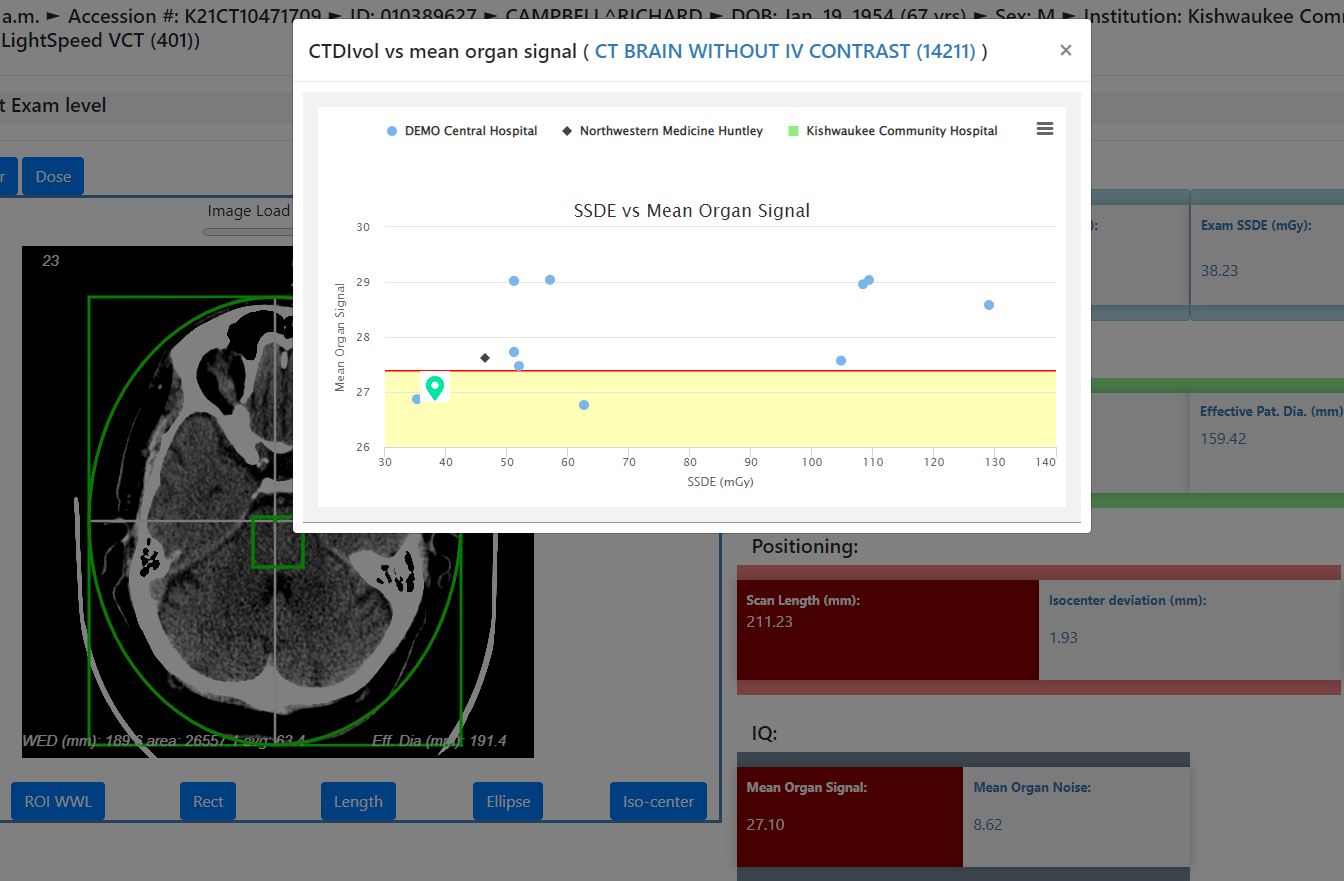 a.m. ► Accession #: K21CT10471709 ► ID: 010389627 ► CAMPBELL^RICHARD ► DOB: Jan. 19, 1954 (67 yrs) ► Sex: M ► Institution: Kishwaukee Com
LightSpeed VCT (401))
CTDIvol vs mean organ signal ( CT BRAIN WITHOUT IV CONTRAST (14211) ) ×
t Exam level
DEMO Central Hospital Northwestern Medicine Huntley Kishwaukee Community Hospital
r Dose
Image Load
SSDE vs Mean Organ Signal
23
Mean Organ Signal
30
29
28
27
26
30 40 50 60 70 80 90 100 110 120 130 140
SSDE (mGy)
): Exam SSDE (mGy):
38.23
Effective Pat. Dia. (mm)
159.42
Positioning:
Scan Length (mm): Isocenter deviation (mm):
211.23
1.93
IQ:
Mean Organ Signal: Mean Organ Noise:
27.10 8.62
WED (mm): 189.6 area: 26557.1 avg: 63.4 Eff. Dia (mm): 191.4
ROI WWL Rect Length Ellipse Iso-center